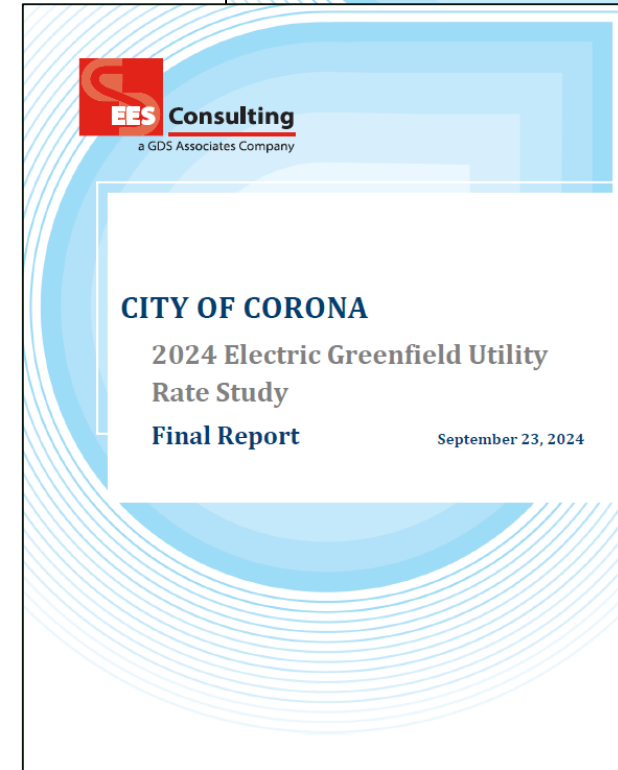 EES Consulting
a GDS Associates Company
CITY OF CORONA
2024 Electric Greenfield Utility
Rate Study
Final Report September 23, 2024